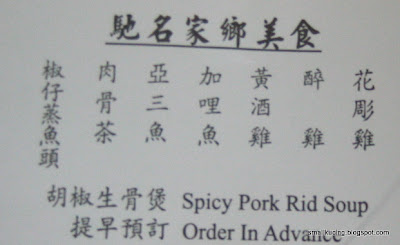 馳名家鄉美食
花彫雞
醉雞
黃酒雞
加哩魚
亞三魚
肉骨茶
椒仔蒸魚頭
胡椒生骨煲 Spicy Pork Rid Soup
提早預訂 Order In Advance